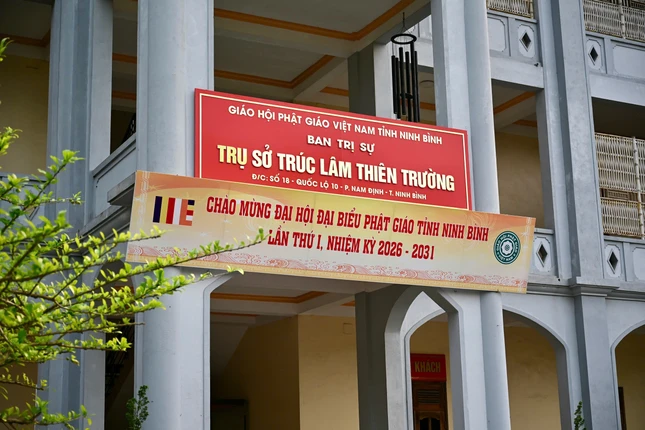 GIÁO HỘI PHẬT GIÁO VIỆT NAM TỈNH NINH BÌNH
BAN TRỊ SỰ
TRỤ SỞ TRÚC LÂM THIÊN TRƯỜNG
Đ/C: SỐ 18 - QUỐC LỘ 10 - P. NAM ĐỊNH - T. NINH BÌNH
CHÀO MỪNG ĐẠI HỘI ĐẠI BIỂU PHẬT GIÁO TỈNH NINH BÌNH
LẦN THỨ I, NHIỆM KỲ 2026 - 2031
KHÁCH